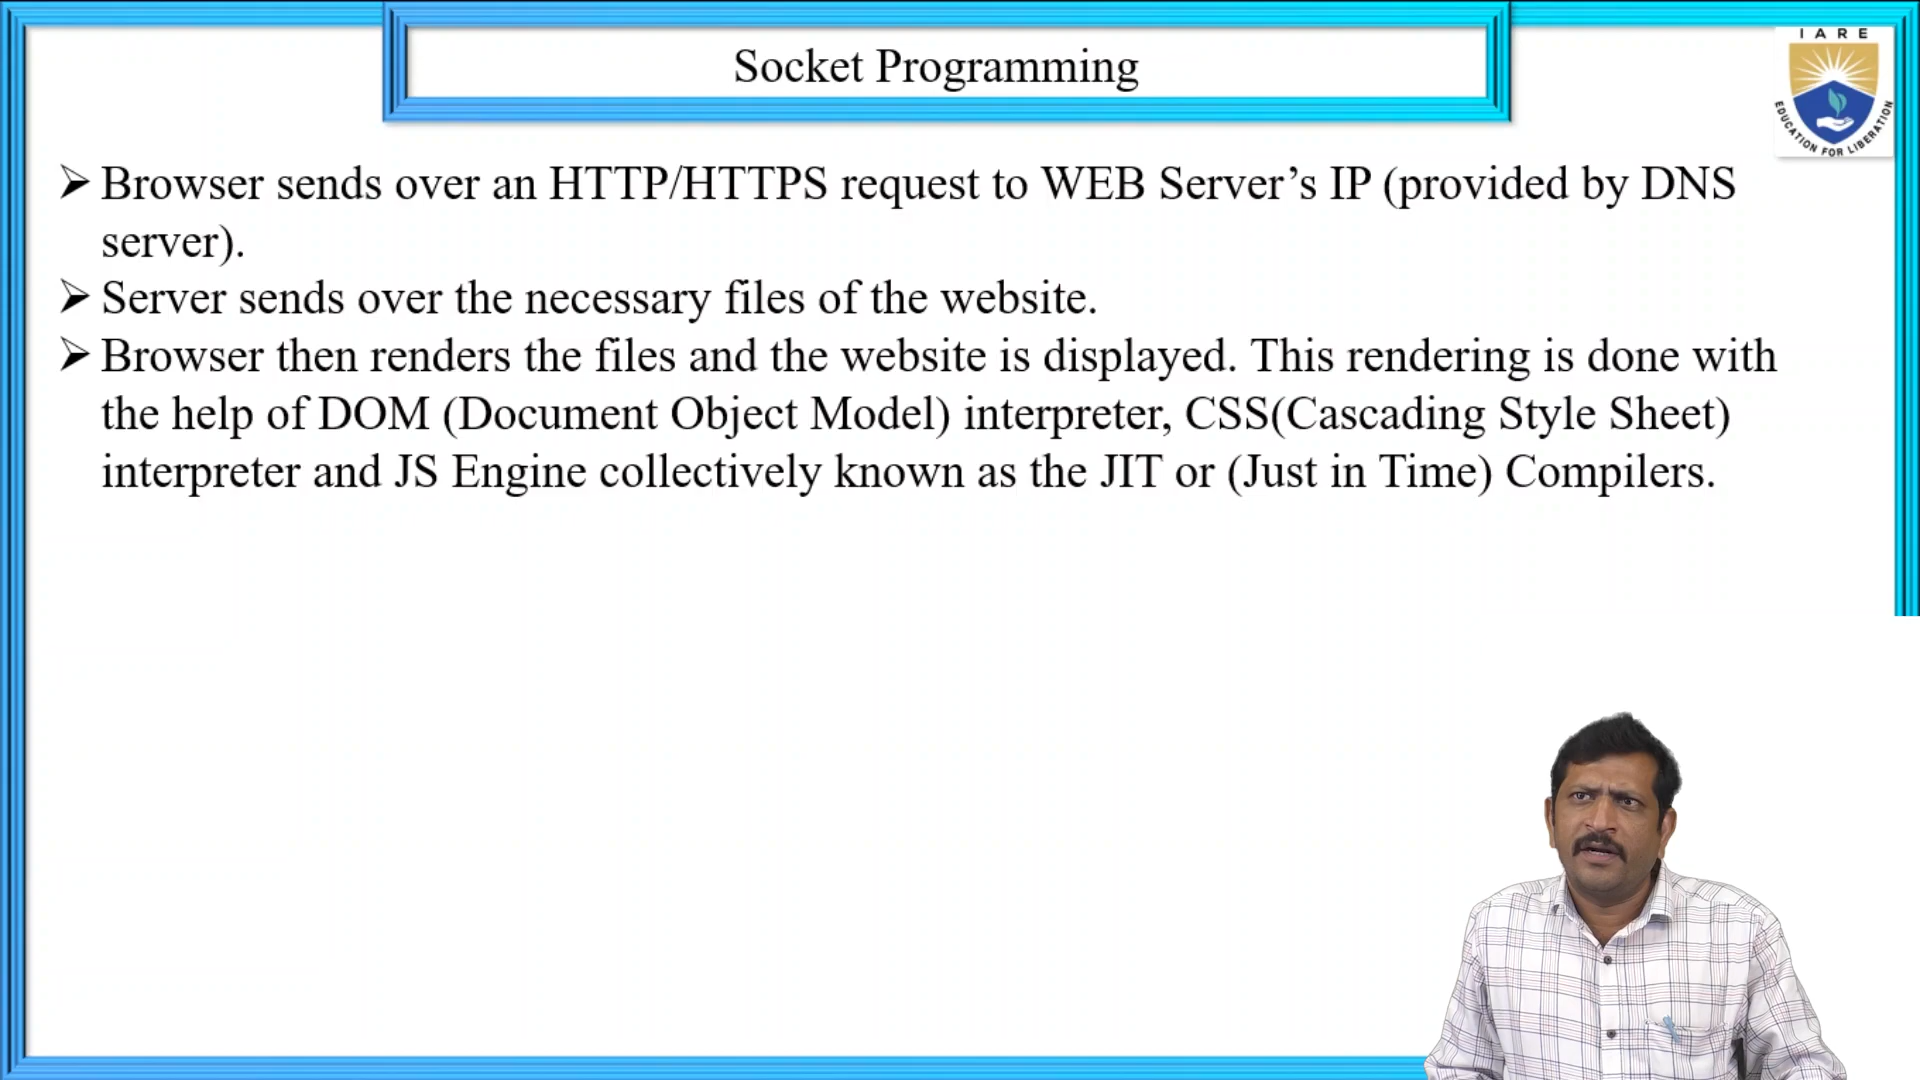 Socket Programming
I A R E
EDUCATION FOR LIBERATION
➢ Browser sends over an HTTP/HTTPS request to WEB Server’s IP (provided by DNS
server).
➢ Server sends over the necessary files of the website.
➢ Browser then renders the files and the website is displayed. This rendering is done with
the help of DOM (Document Object Model) interpreter, CSS(Cascading Style Sheet)
interpreter and JS Engine collectively known as the JIT or (Just in Time) Compilers.